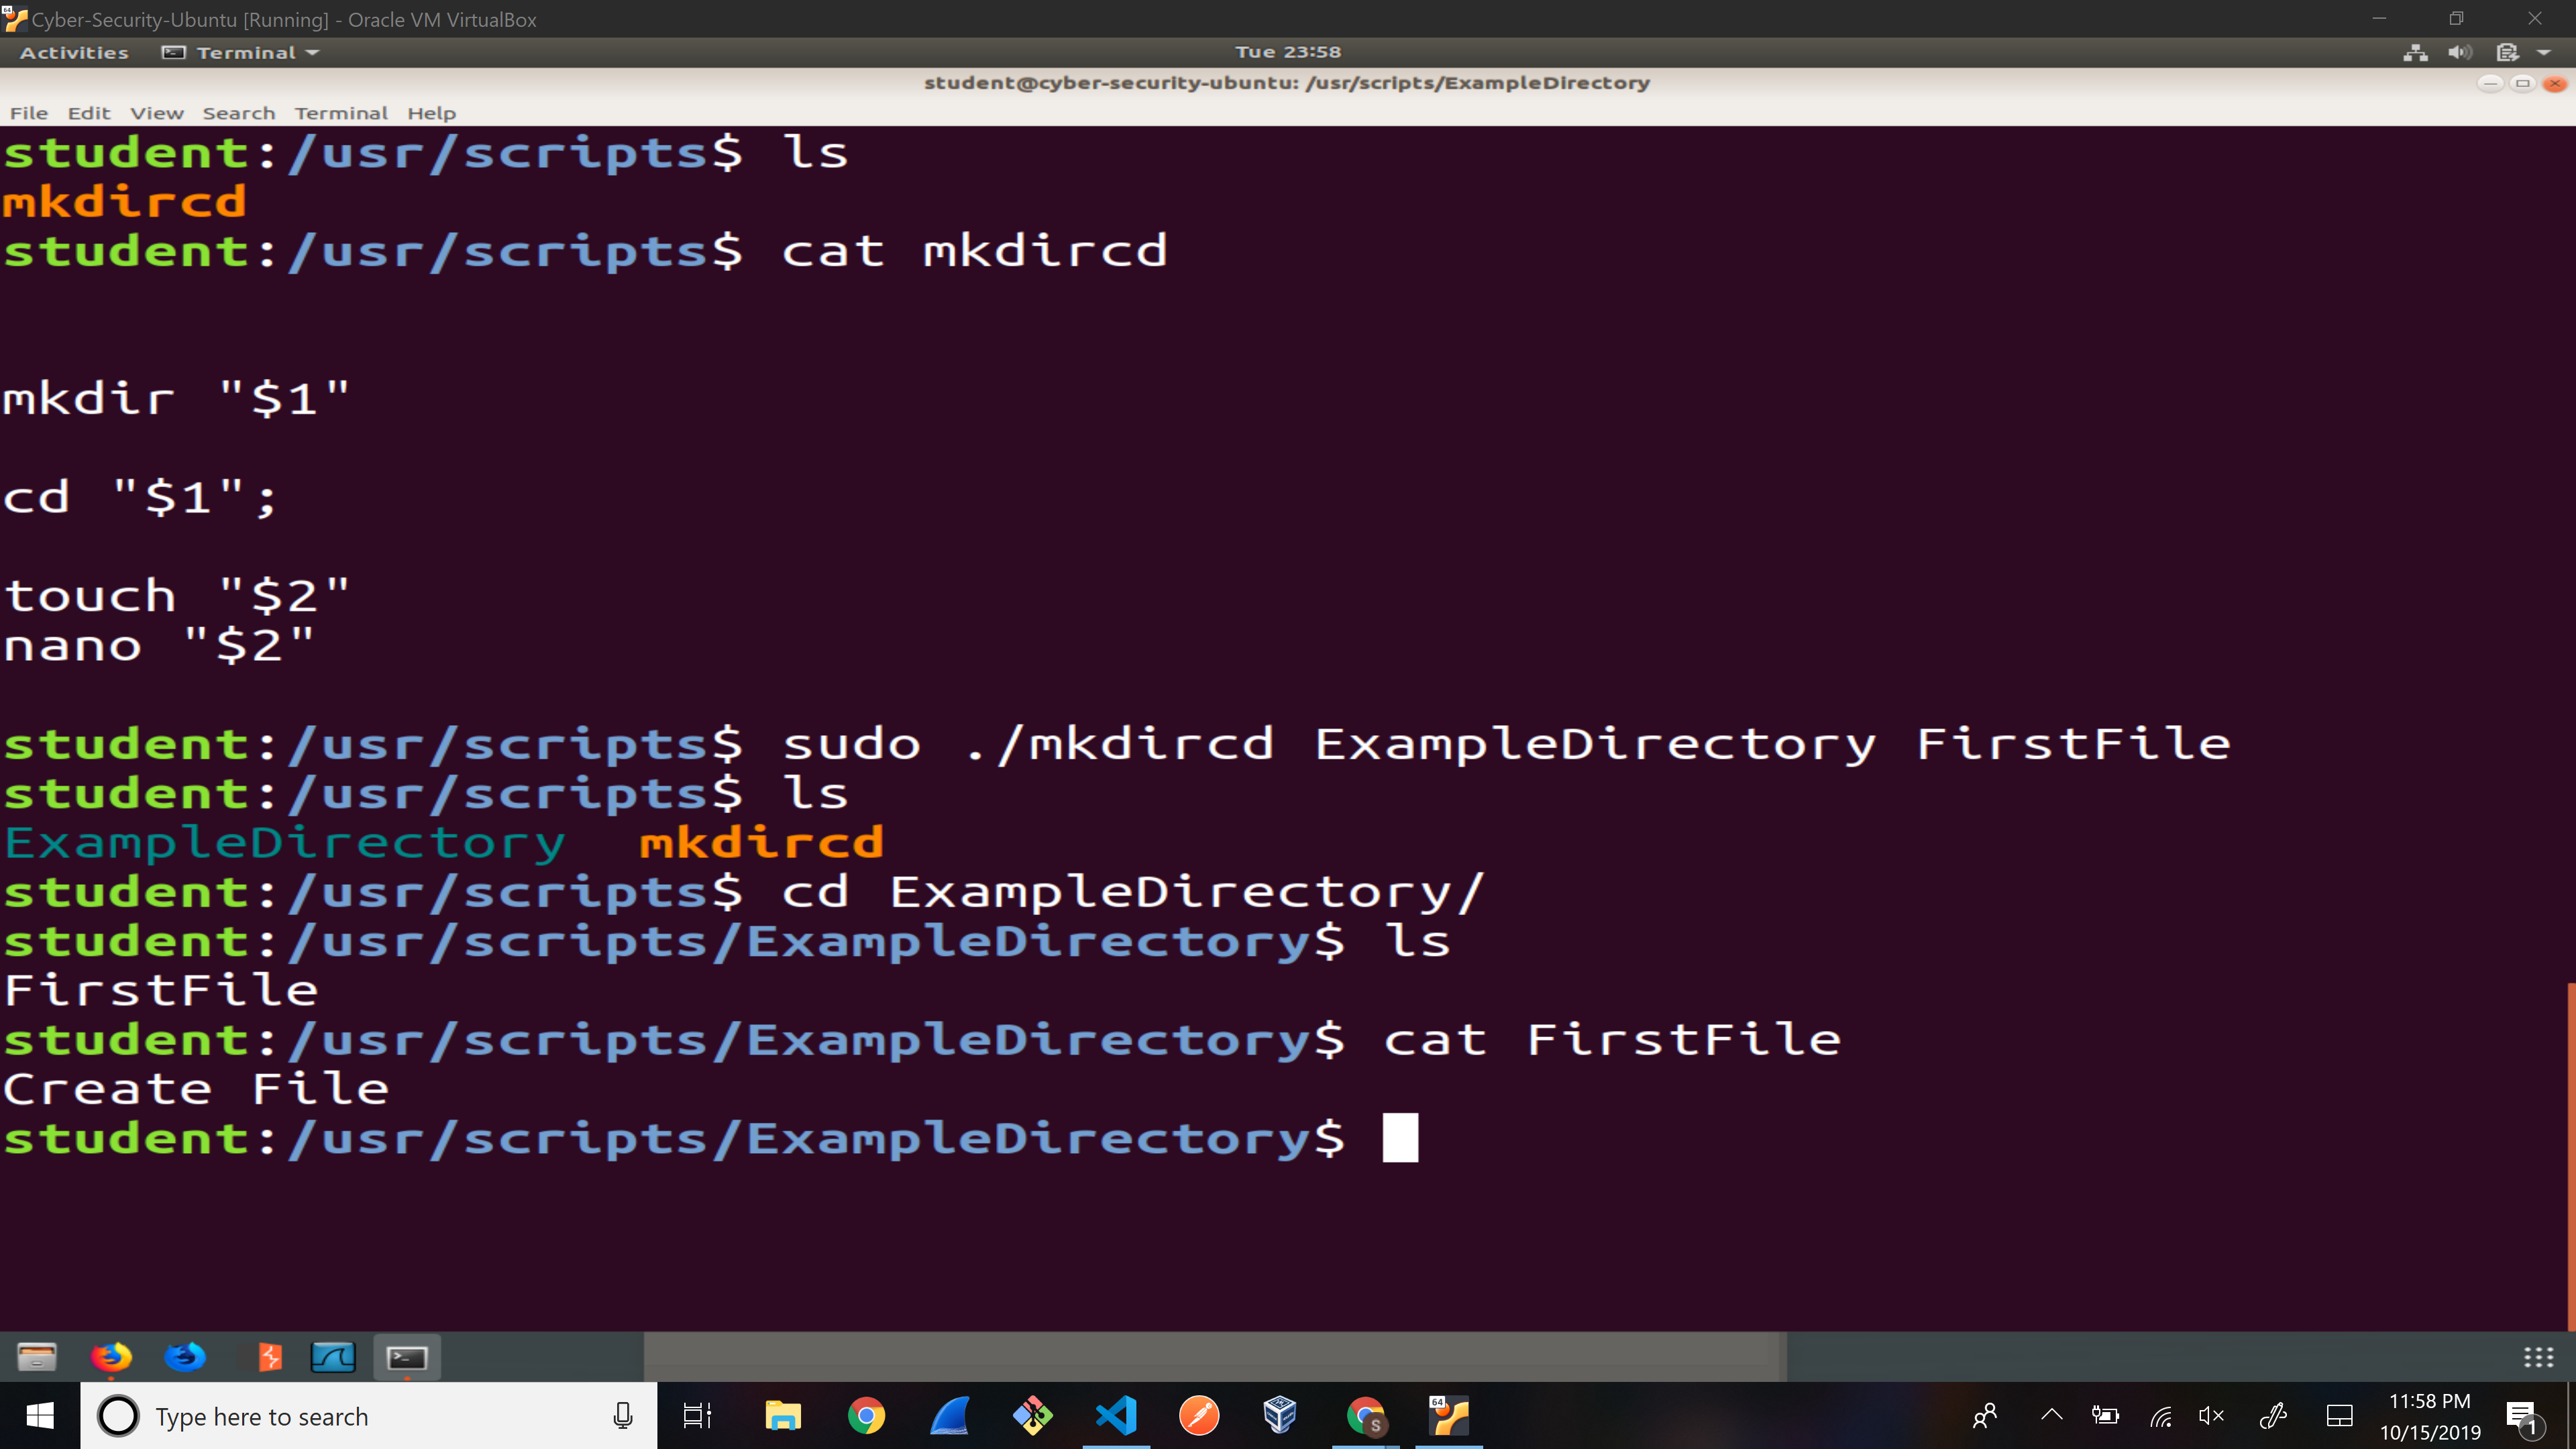 Cyber-Security-Ubuntu [Running] - Oracle VM VirtualBox
Activities Terminal Tue 23:58
student@cyber-security-ubuntu: /usr/scripts/ExampleDirectory
File Edit View Search Terminal Help
student:/usr/scripts$ ls
mkdircd
student:/usr/scripts$ cat mkdircd
mkdir "$1"
cd "$1";
touch "$2"
nano "$2"
student:/usr/scripts$ sudo ./mkdircd ExampleDirectory FirstFile
student:/usr/scripts$ ls
ExampleDirectory mkdircd
student:/usr/scripts$ cd ExampleDirectory/
student:/usr/scripts/ExampleDirectory$ ls
FirstFile
student:/usr/scripts/ExampleDirectory$ cat FirstFile
Create File
student:/usr/scripts/ExampleDirectory$
Type here to search
S
64
11:58 PM
10/15/2019
1